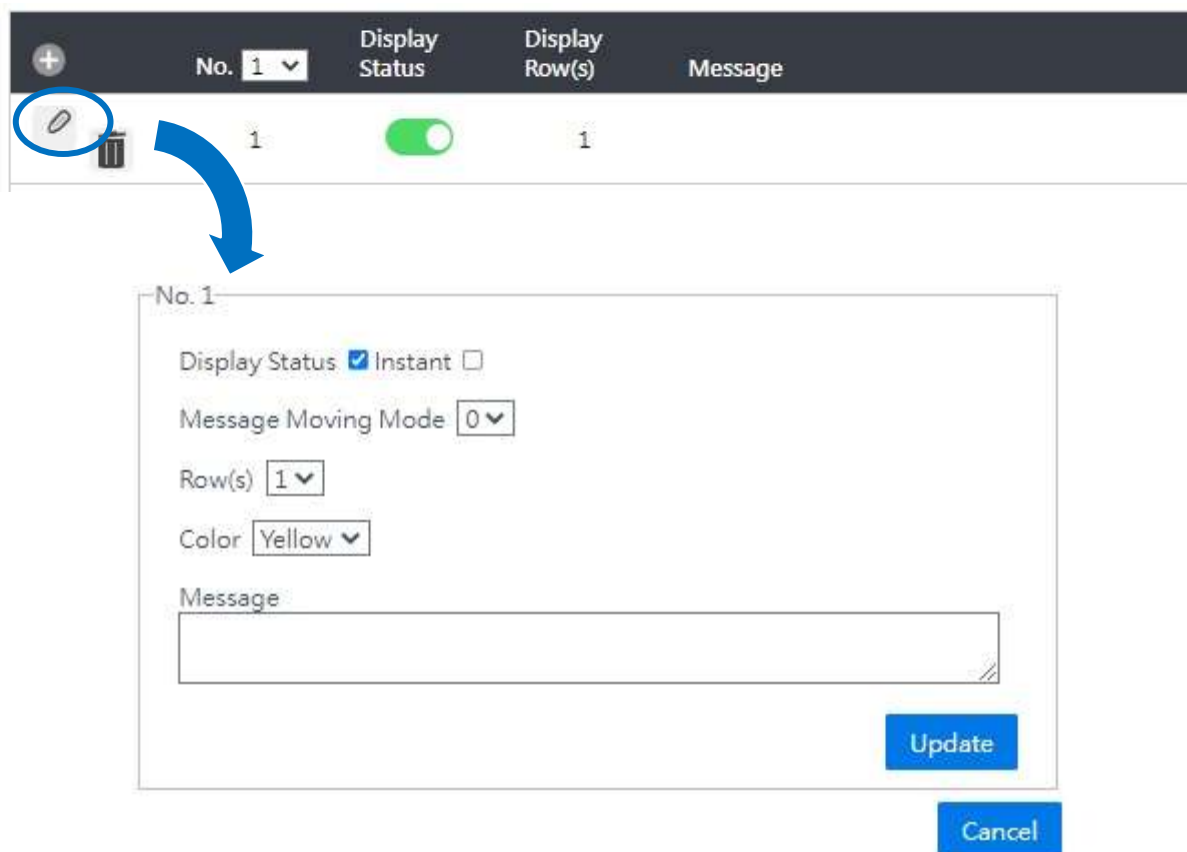 No. 1 Display Status Display Row(s) Message
1 1
No. 1
Display Status Instant
Message Moving Mode 0
Row(s) 1
Color Yellow
Message
Update
Cancel